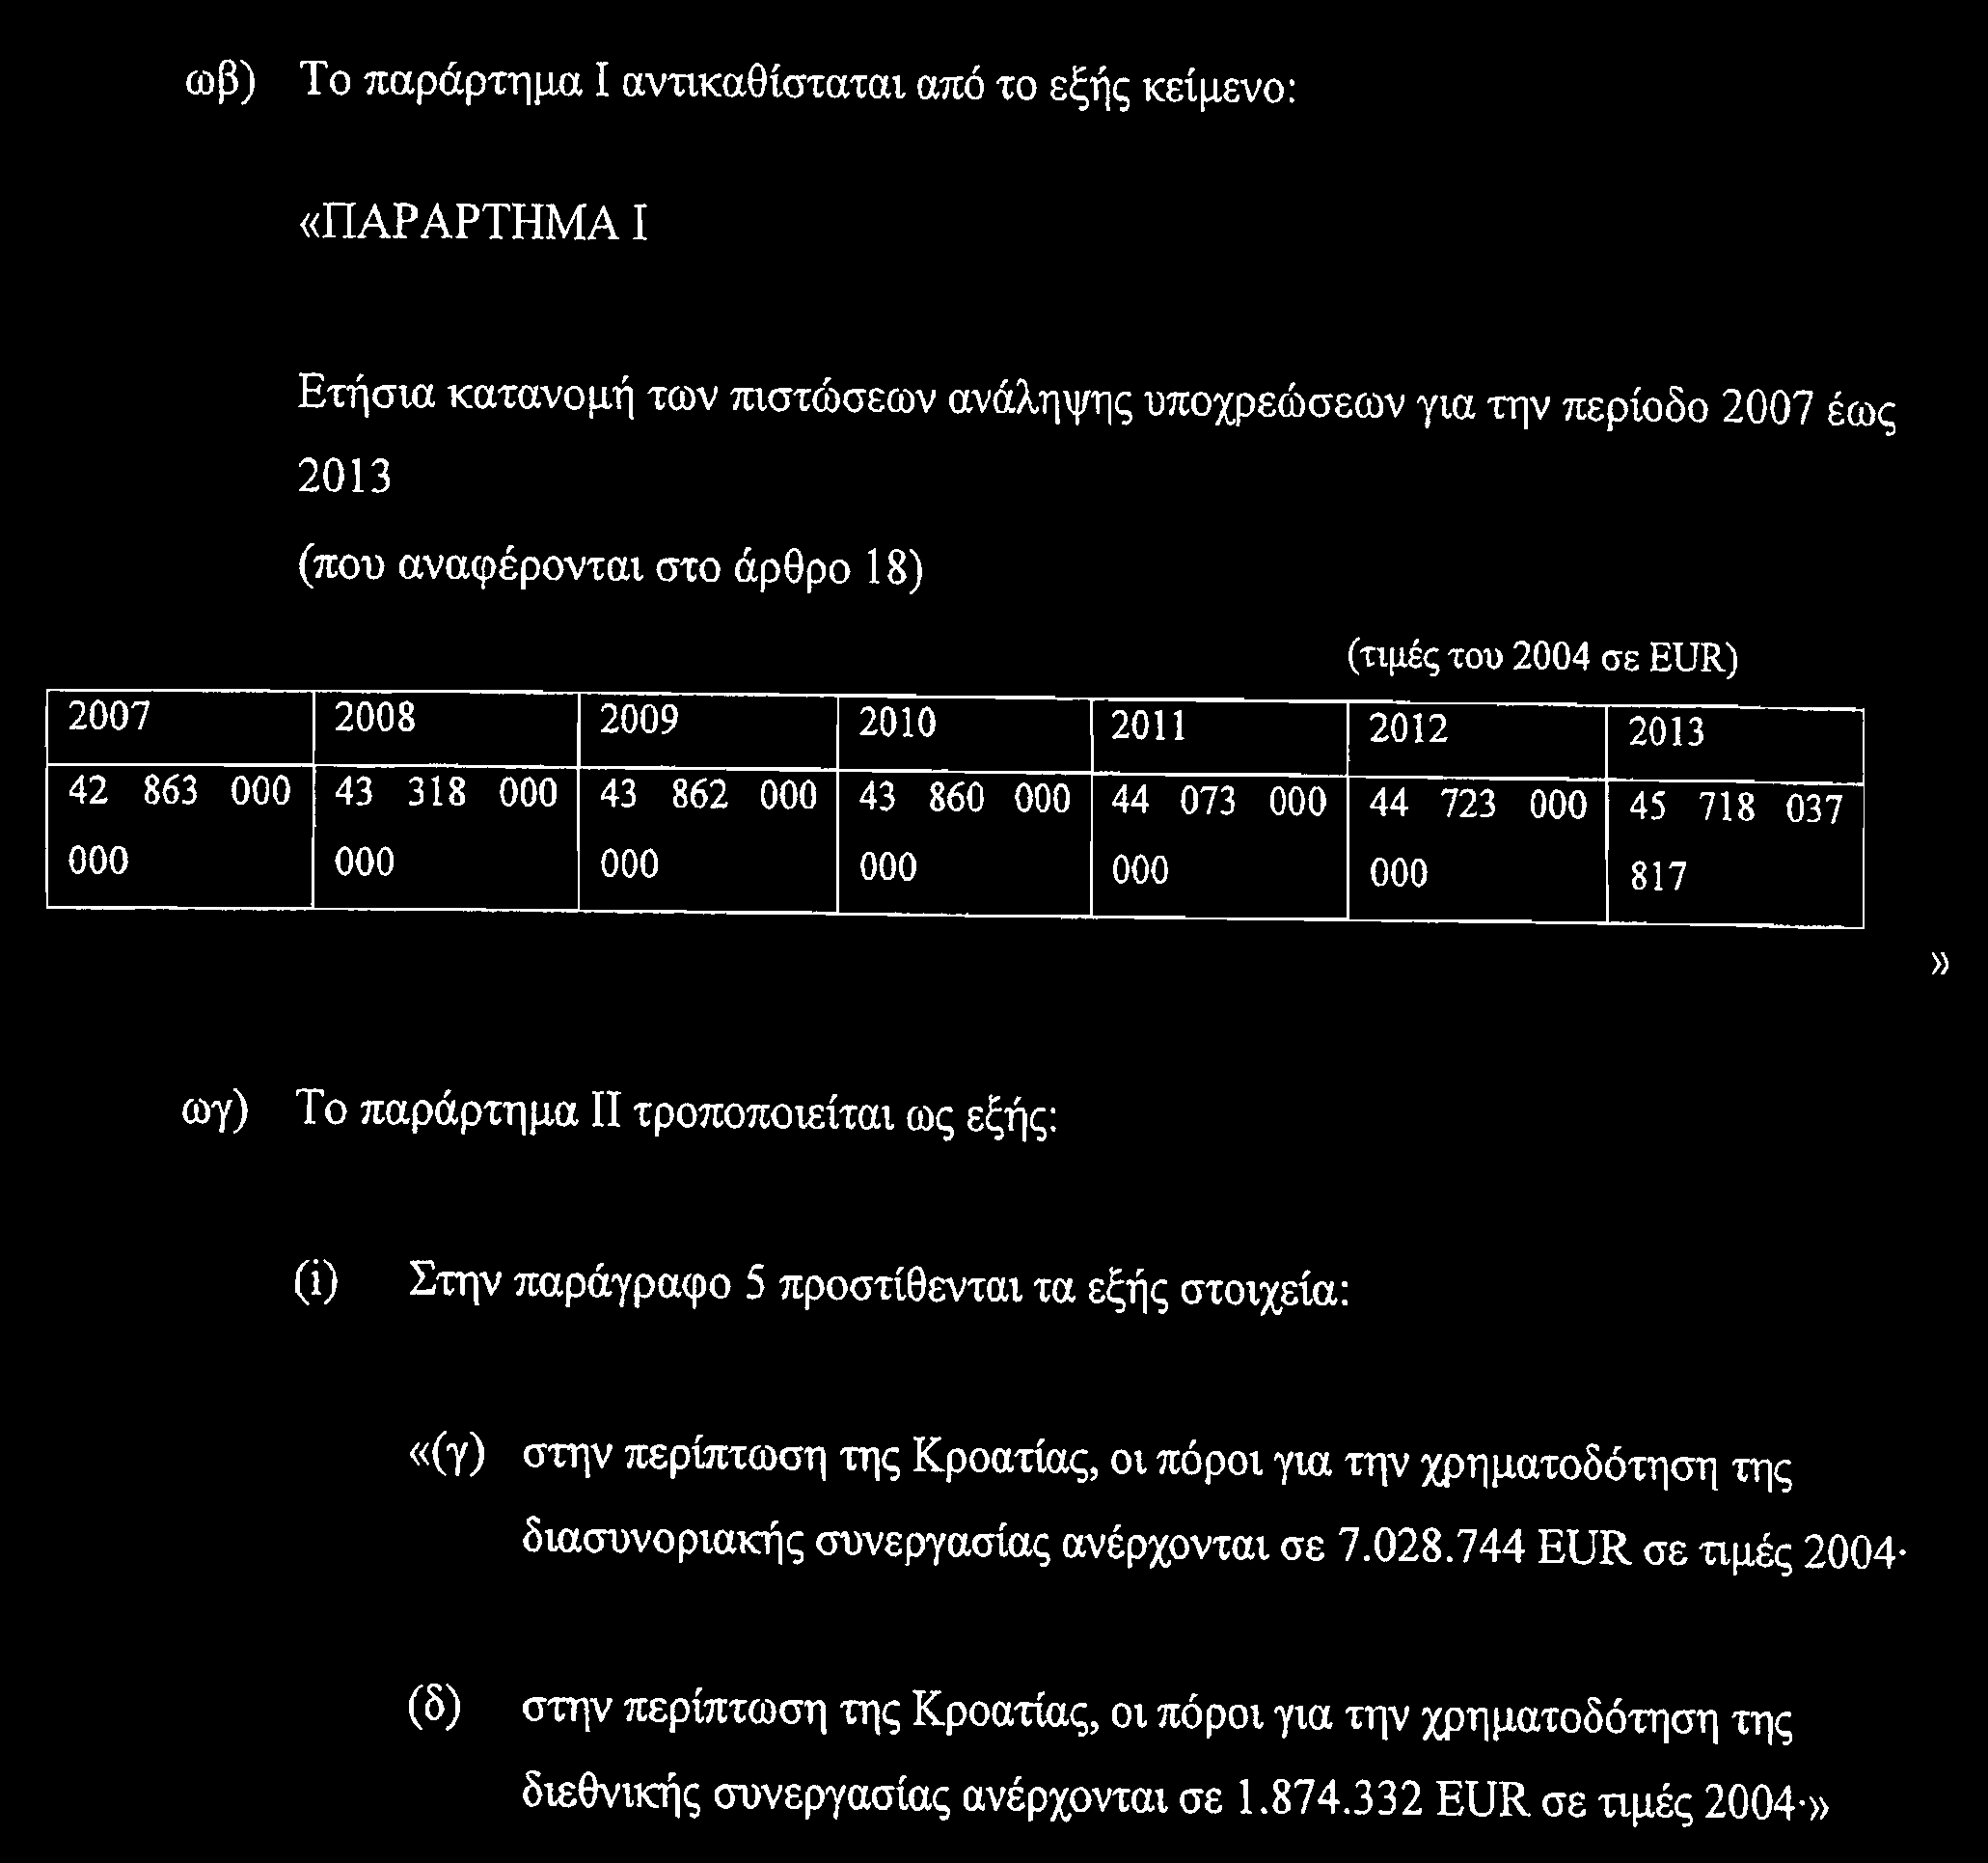 ωβ) Το παράρτημα Ι αντικαθίσταται από το εξής κείμενο:
«ΠΑΡΑΡΤΗΜΑ Ι
Ετήσια κατανομή των πιστώσεων ανάληψης υποχρεώσεων για την περίοδο 2007 έως
2013
(που αναφέρονται στο άρθρο 18)
(τιμές του 2004 σε EUR)
2007 2008 2009 2010 2011 2012 2013
42 863 000 43 318 000 43 862 000 43 860 000 44 073 000 44 723 000 45 718 037
000 000 000 000 000 000 817
»
ωγ) Το παράρτημα ΙΙ τροποποιείται ως εξής:
(i) Στην παράγραφο 5 προστίθενται τα εξής στοιχεία:
«(γ) στην περίπτωση της Κροατίας, οι πόροι για την χρηματοδότηση της
διασυνοριακής συνεργασίας ανέρχονται σε 7.028.744 EUR σε τιμές 2004·
(δ) στην περίπτωση της Κροατίας, οι πόροι για την χρηματοδότηση της
διεθνικής συνεργασίας ανέρχονται σε 1.874.332 EUR σε τιμές 2004·»